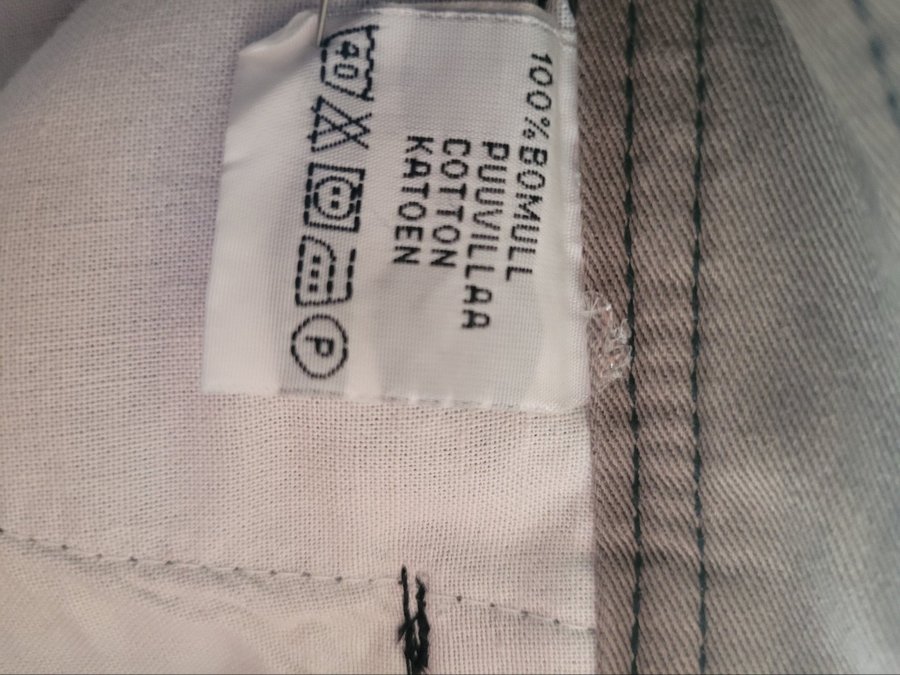 100% BOMULL
PUUVILLAA
COTTON
KATOEN
40
P